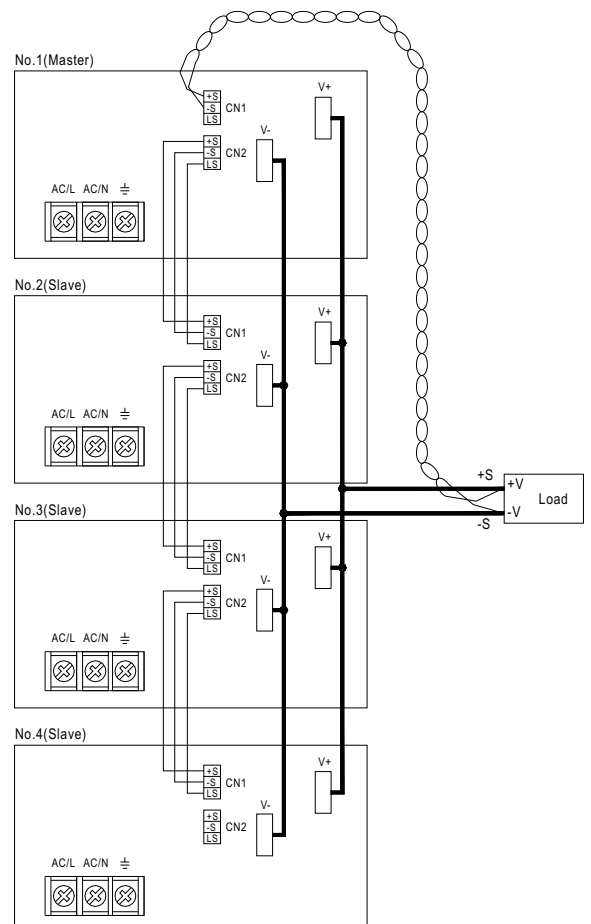 No.1(Master)
+S
-S
LS
CN1
V+
+S
-S
LS
CN2
V-
AC/L AC/N
No.2(Slave)
+S
-S
LS
CN1
V+
+S
-S
LS
CN2
V-
AC/L AC/N
+S
+V
-V
Load
-S
No.3(Slave)
+S
-S
LS
CN1
V+
+S
-S
LS
CN2
V-
AC/L AC/N
No.4(Slave)
+S
-S
LS
CN1
V+
+S
-S
LS
CN2
V-
AC/L AC/N